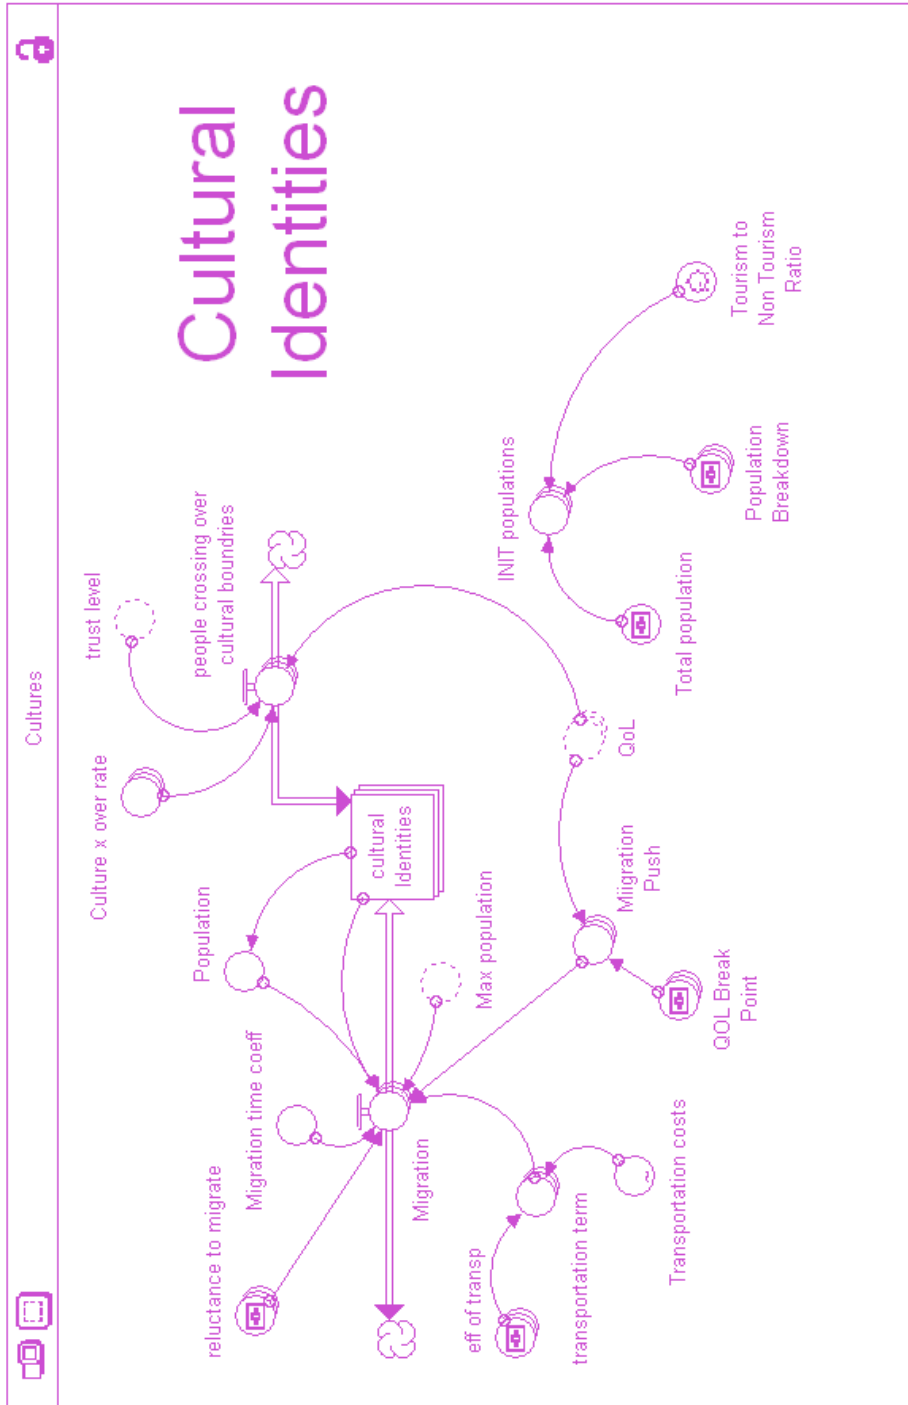 Cultures
Cultural
Identities
trust level
Culture x over rate
people crossing over
cultural boundries
Population
cultural
Identities
Migration time coeff
reluctance to migrate
Max population
Migration
INIT populations
Tourism to
Non Tourism
Ratio
Population
Breakdown
Total population
QoL
Miigration
Push
QOL Break
Point
eff of transp
transportation term
Transportation costs